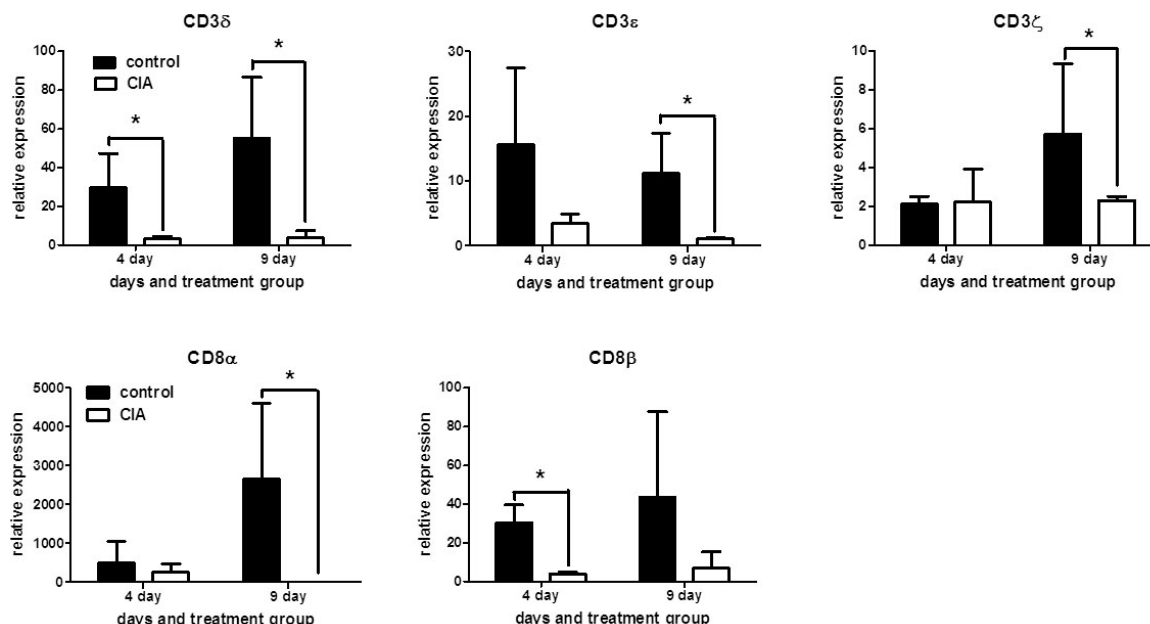 CD3δ
100
80
60
40
20
0
relative expression
control
CIA
*
*
4 day
9 day
days and treatment group
CD3ε
30
20
10
0
relative expression
*
4 day
9 day
days and treatment group
CD3ζ
10
8
6
4
2
0
relative expression
*
4 day
9 day
days and treatment group
CD8α
5000
4000
3000
2000
1000
0
relative expression
control
CIA
*
4 day
9 day
days and treatment group
CD8β
100
80
60
40
20
0
relative expression
*
4 day
9 day
days and treatment group